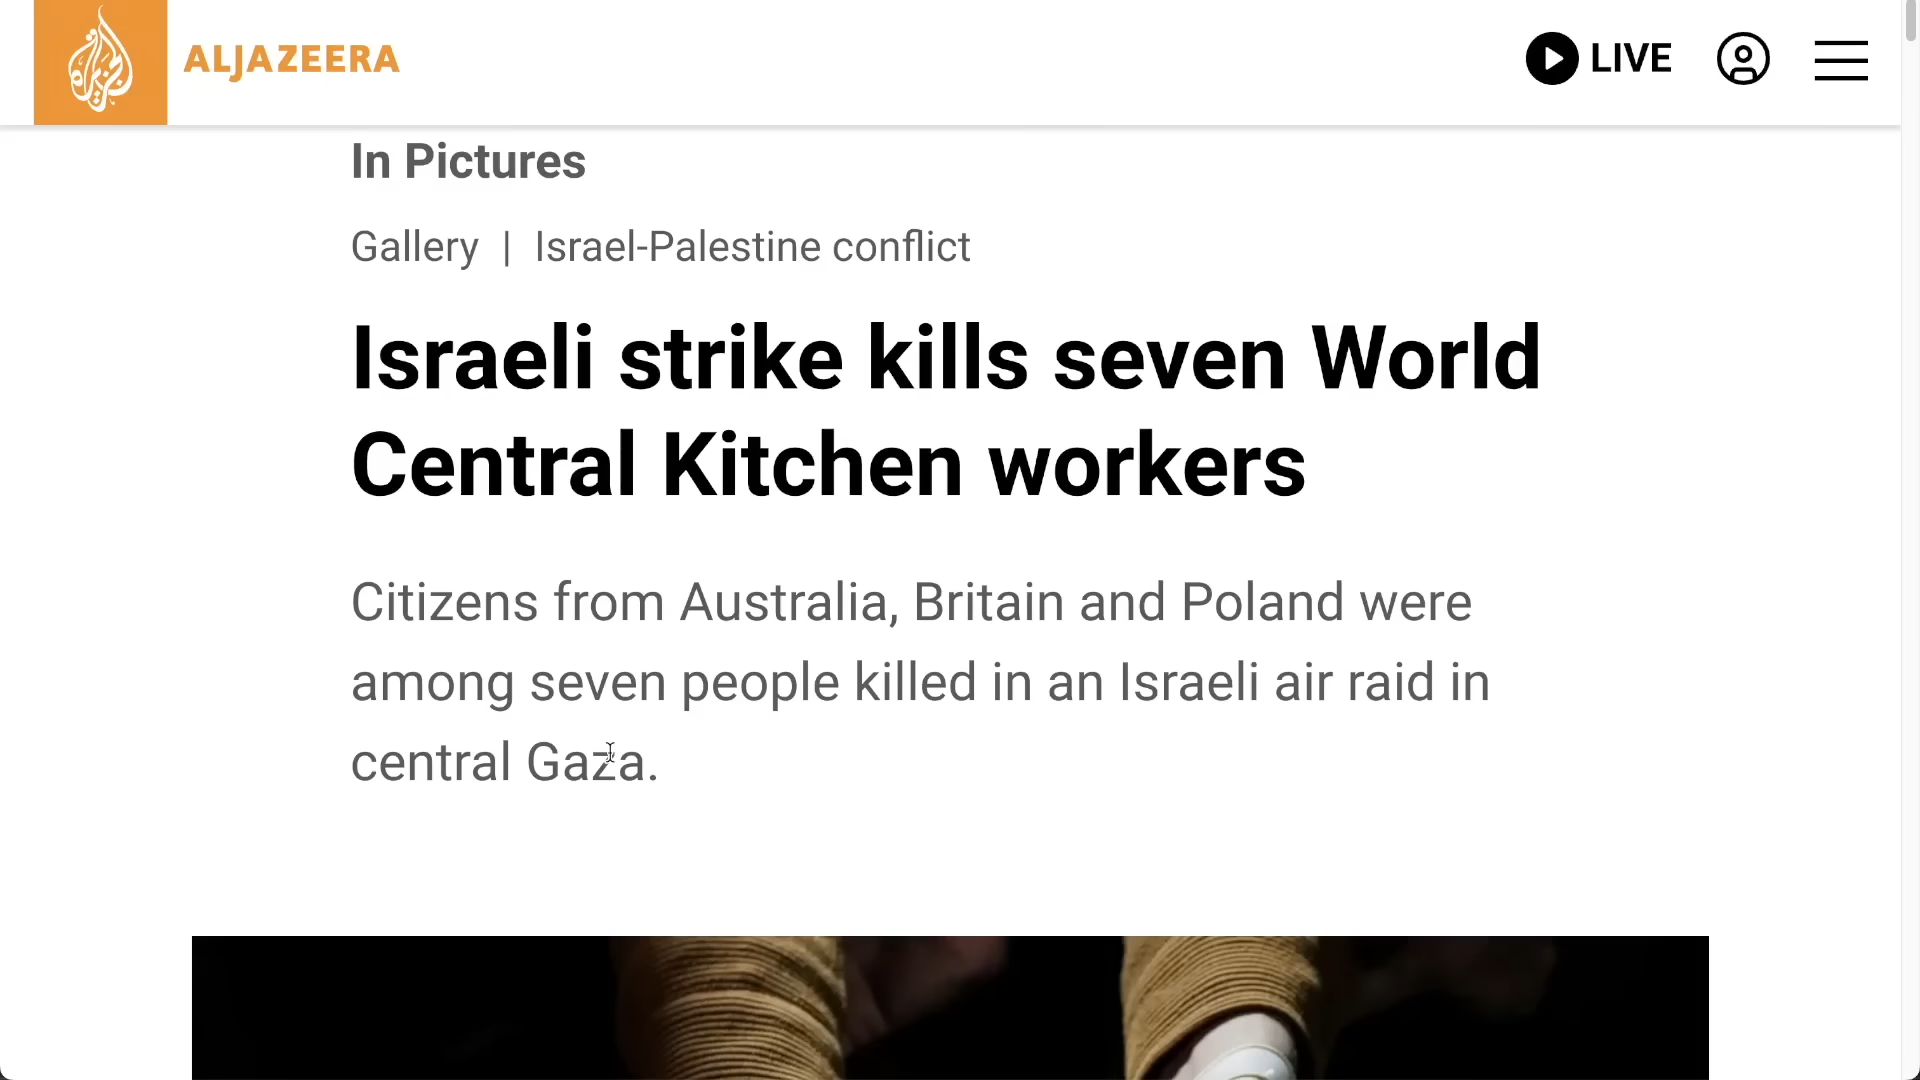 ALJAZEERA
LIVE
In Pictures
Gallery | Israel-Palestine conflict
Israeli strike kills seven World
Central Kitchen workers
Citizens from Australia, Britain and Poland were
among seven people killed in an Israeli air raid in
central Gaza.